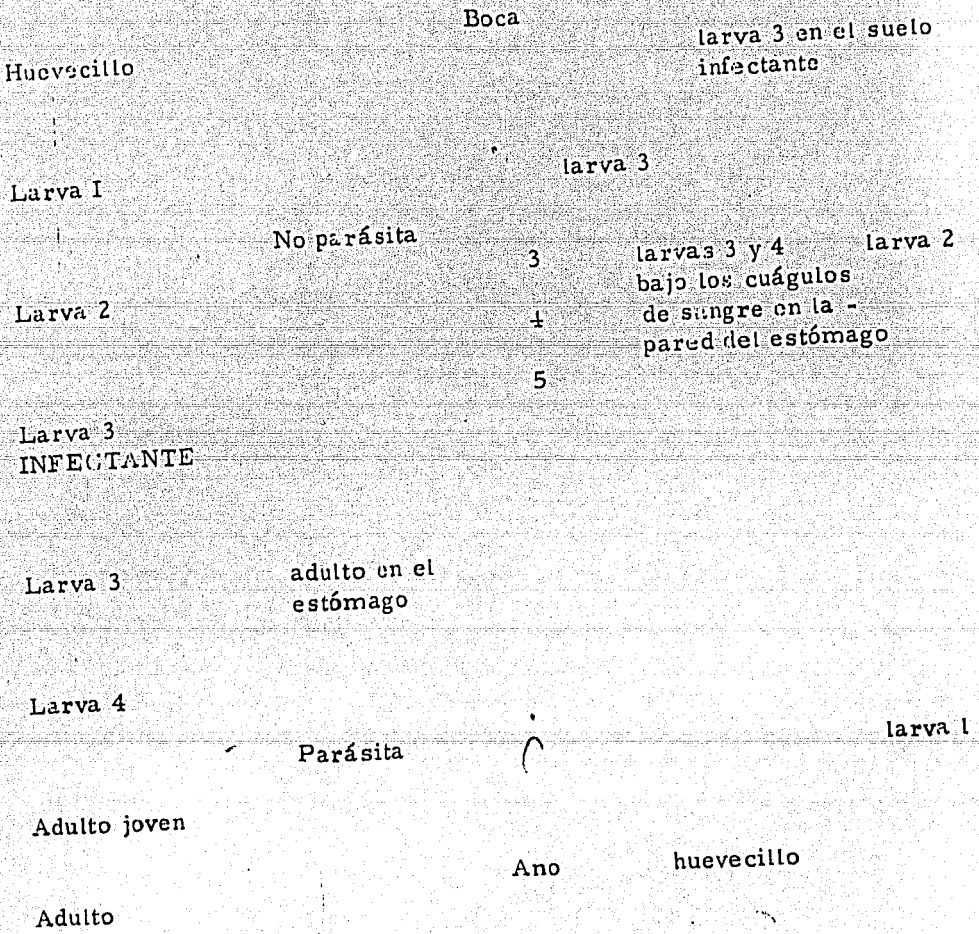 Boca
larva 3 en el suelo
infectante
Huevecillo
larva 3
Larva I
No parásita
3
larvas 3 y 4
larva 2
bajo los cuágulos
Larva 2
4
de sangre en la -
pared del estómago
5
Larva 3
INFECTANTE
Larva 3
adulto en el
estómago
Larva 4
larva 1
Parásita
Adulto joven
Ano
huevecillo
Adulto